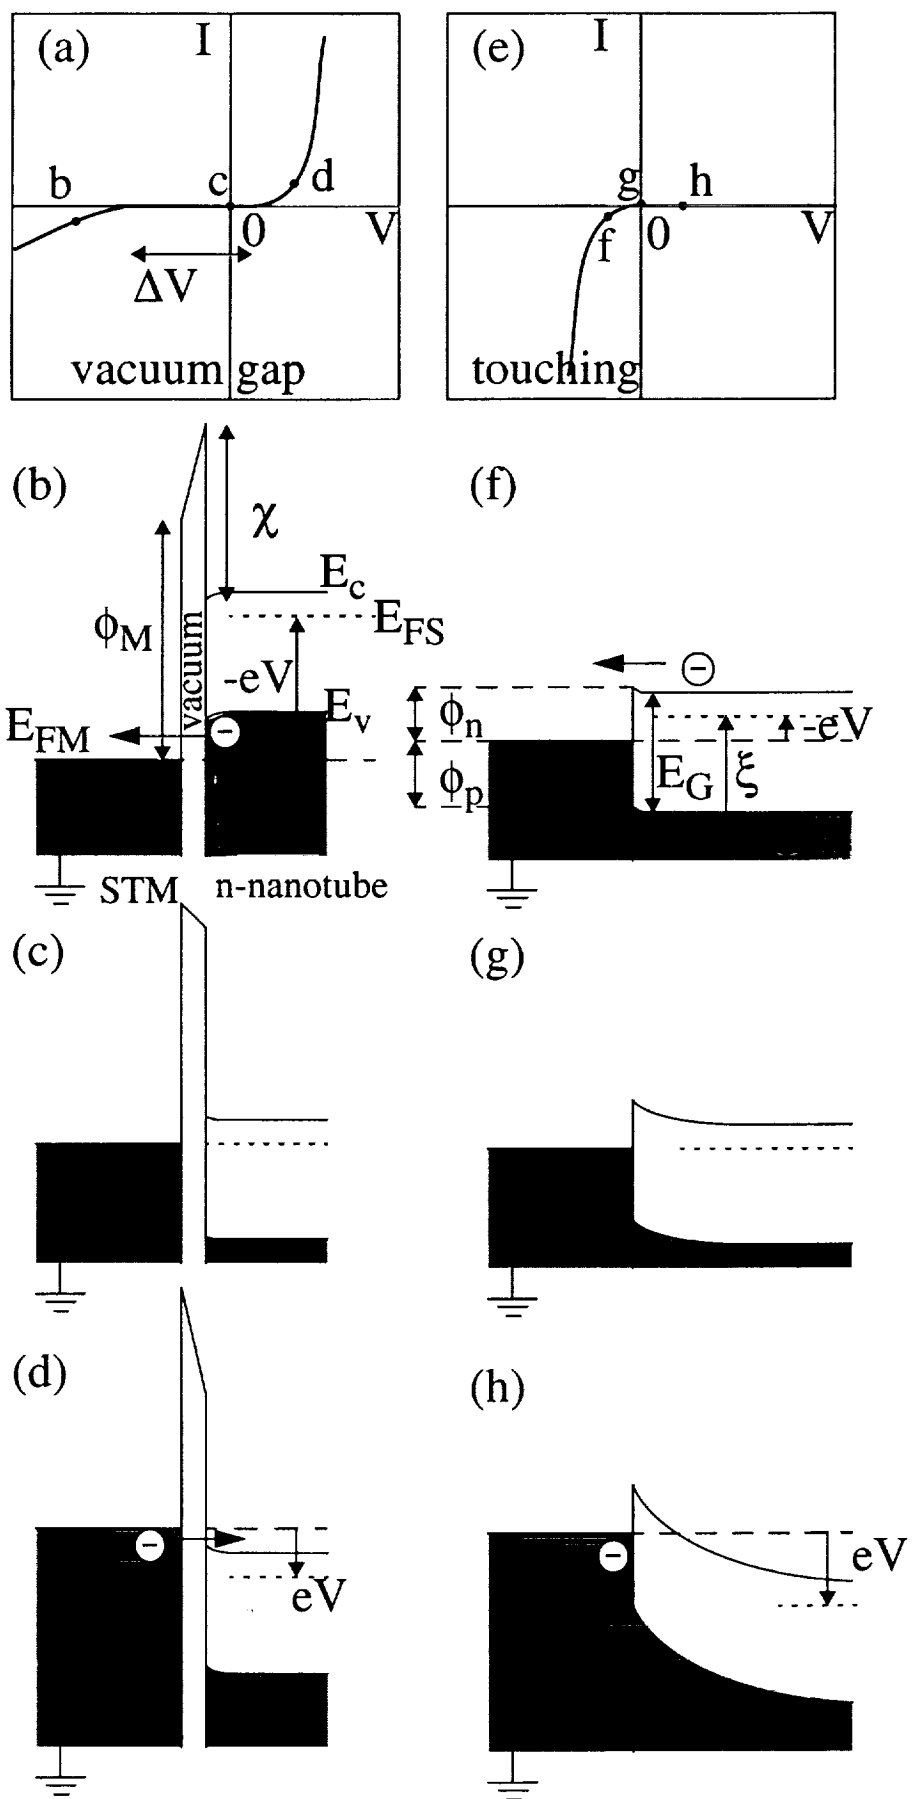 (a)
I
b
c
d
0
V
ΔV
vacuum gap
(e)
I
g
h
f
0
V
touching
(b)
χ
E_c
ϕ_M
vacuum
E_FS
-eV
E_v
E_FM
−
STM
n-nanotube
(f)
−
ϕ_n
-eV
ϕ_p
E_G
ξ
(c)
(g)
(d)
−
eV
(h)
−
eV